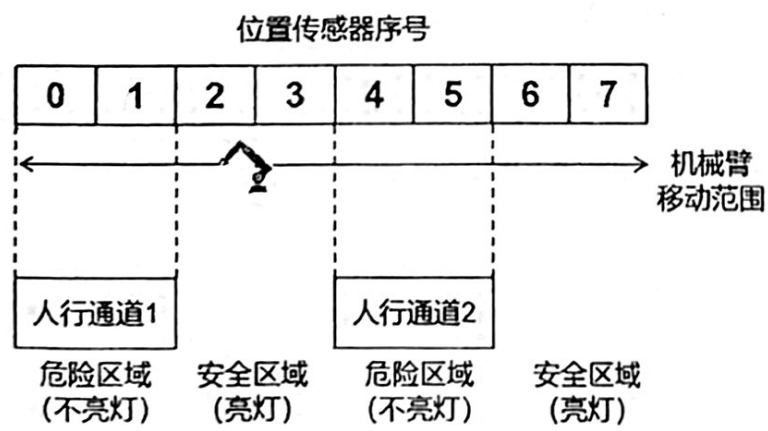 位置传感器序号
0 1 2 3 4 5 6 7
机械臂
移动范围
人行通道1 人行通道2
危险区域 安全区域 危险区域 安全区域
(不亮灯) (亮灯) (不亮灯) (亮灯)